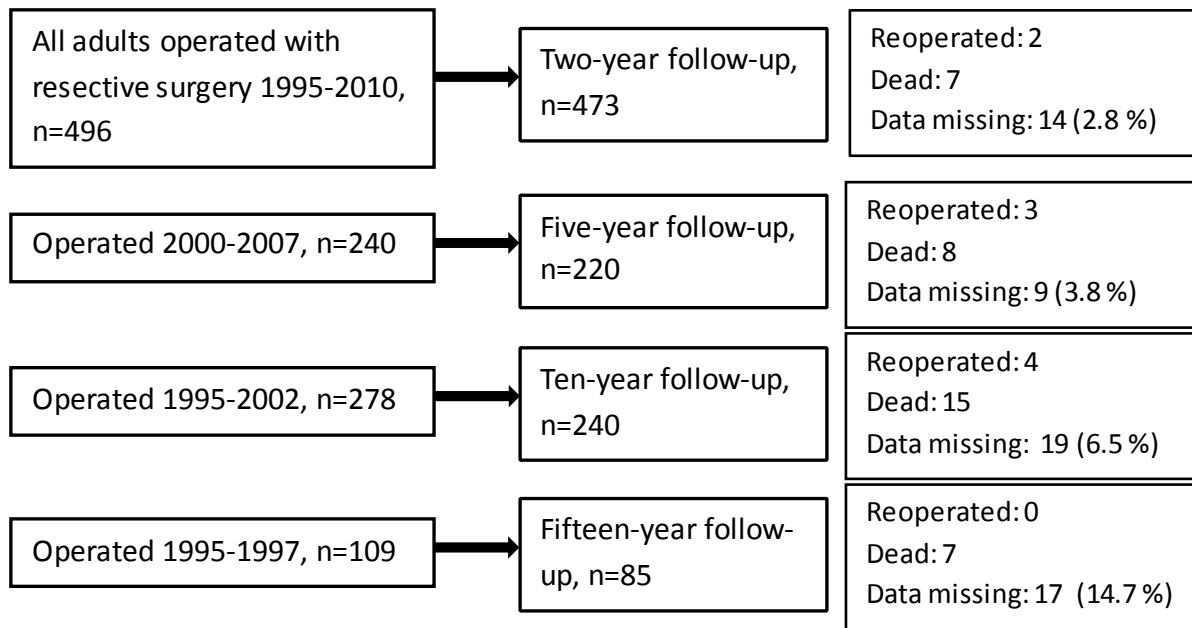 All adults operated with
resective surgery 1995-2010,
n=496
Two-year follow-up,
n=473
Reoperated: 2
Dead: 7
Data missing: 14 (2.8 %)
Operated 2000-2007, n=240
Five-year follow-up,
n=220
Reoperated: 3
Dead: 8
Data missing: 9 (3.8 %)
Operated 1995-2002, n=278
Ten-year follow-up,
n=240
Reoperated: 4
Dead: 15
Data missing: 19 (6.5 %)
Operated 1995-1997, n=109
Fifteen-year follow-
up, n=85
Reoperated: 0
Dead: 7
Data missing: 17 (14.7 %)